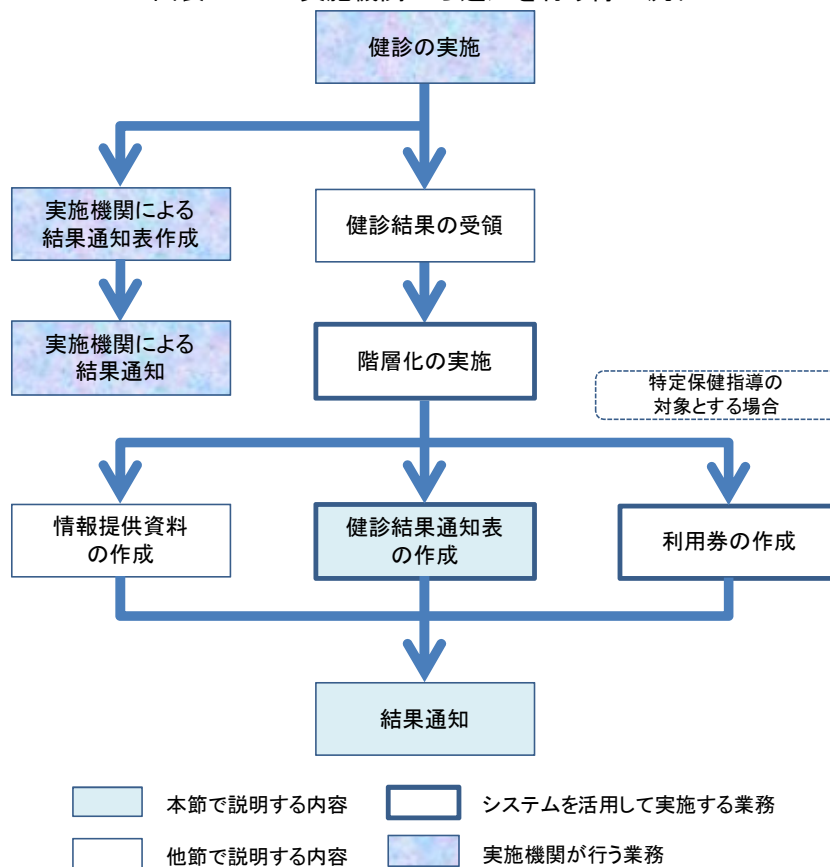 健診の実施
実施機関による
結果通知表作成
健診結果の受領
実施機関による
結果通知
階層化の実施
特定保健指導の
対象とする場合
情報提供資料
の作成
健診結果通知表
の作成
利用券の作成
結果通知
本節で説明する内容
システムを活用して実施する業務
他節で説明する内容
実施機関が行う業務